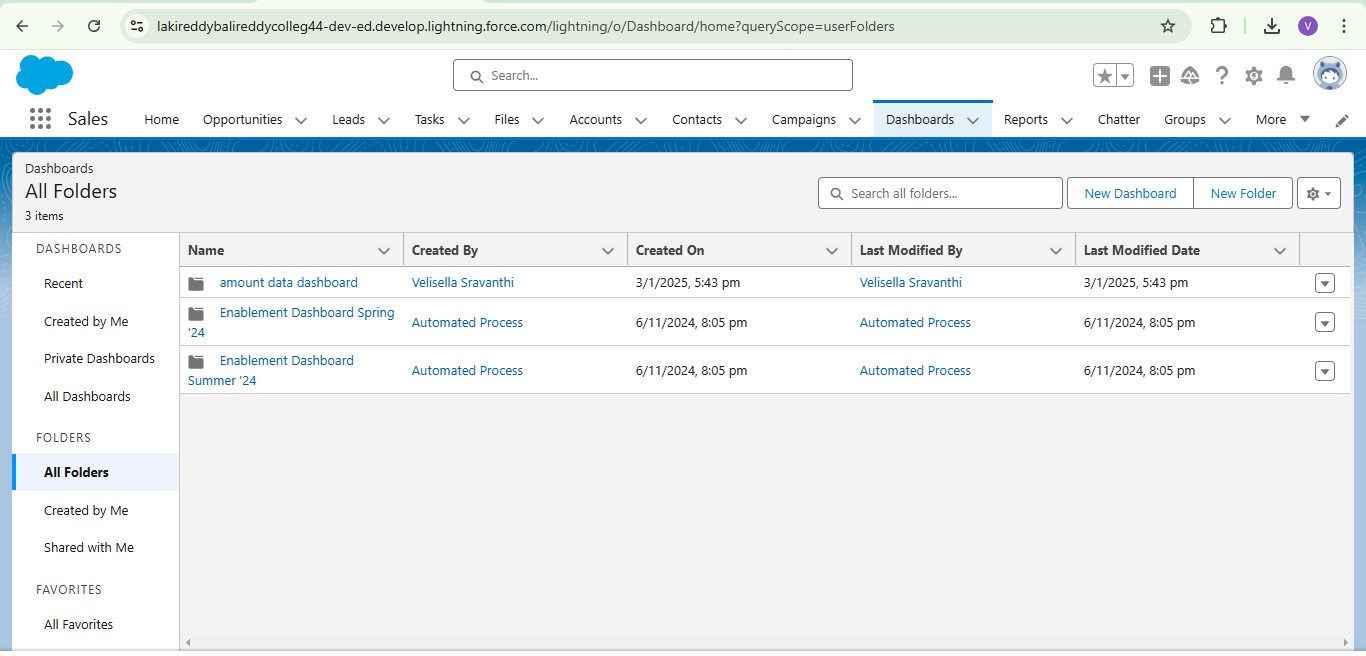 lakireddybalireddycolleg44-dev-ed.develop.lightning.force.com/lightning/o/Dashboard/home?queryScope=userFolders
V
Search...
Sales Home Opportunities Leads Tasks Files Accounts Contacts Campaigns Dashboards Reports Chatter Groups More
Dashboards
All Folders
3 items
Search all folders...
New Dashboard
New Folder
DASHBOARDS
Recent
Created by Me
Private Dashboards
All Dashboards
FOLDERS
All Folders
Created by Me
Shared with Me
FAVORITES
All Favorites
Name Created By Created On Last Modified By Last Modified Date
amount data dashboard Velisella Sravanthi 3/1/2025, 5:43 pm Velisella Sravanthi 3/1/2025, 5:43 pm
Enablement Dashboard Spring
'24 Automated Process 6/11/2024, 8:05 pm Automated Process 6/11/2024, 8:05 pm
Enablement Dashboard
Summer '24 Automated Process 6/11/2024, 8:05 pm Automated Process 6/11/2024, 8:05 pm